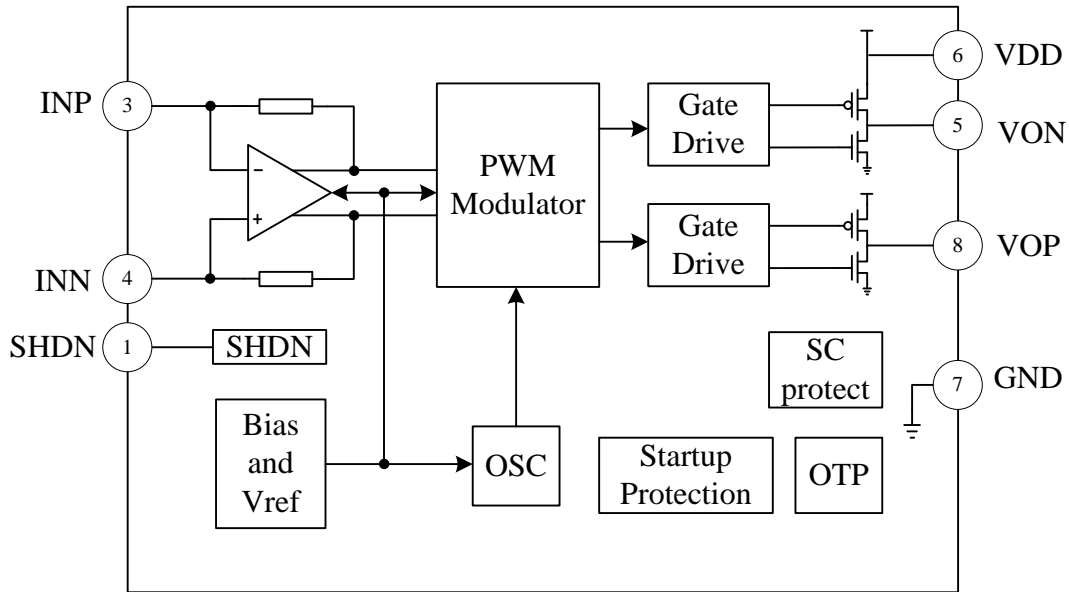 INP
3
INN
4
SHDN
1
−
+
PWM
Modulator
Gate
Drive
Gate
Drive
6
VDD
5
VON
8
VOP
7
GND
SHDN
Bias
and
Vref
OSC
SC
protect
Startup
Protection
OTP